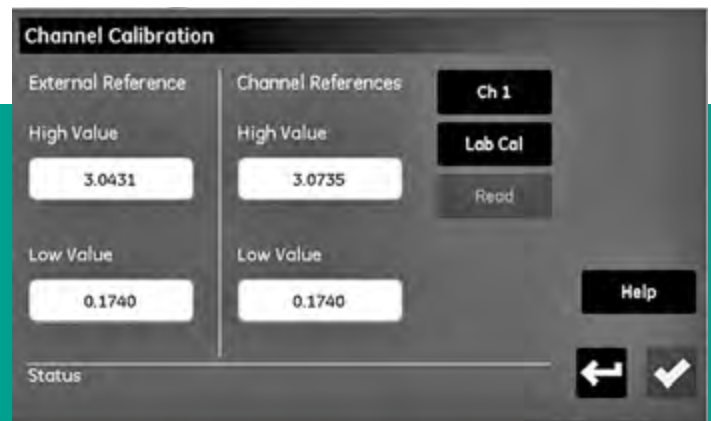 Channel Calibration
External Reference
High Value
3.0431
Low Value
0.1740
Channel References
High Value
3.0735
Low Value
0.1740
Ch 1
Lab Cal
Read
Help
Status